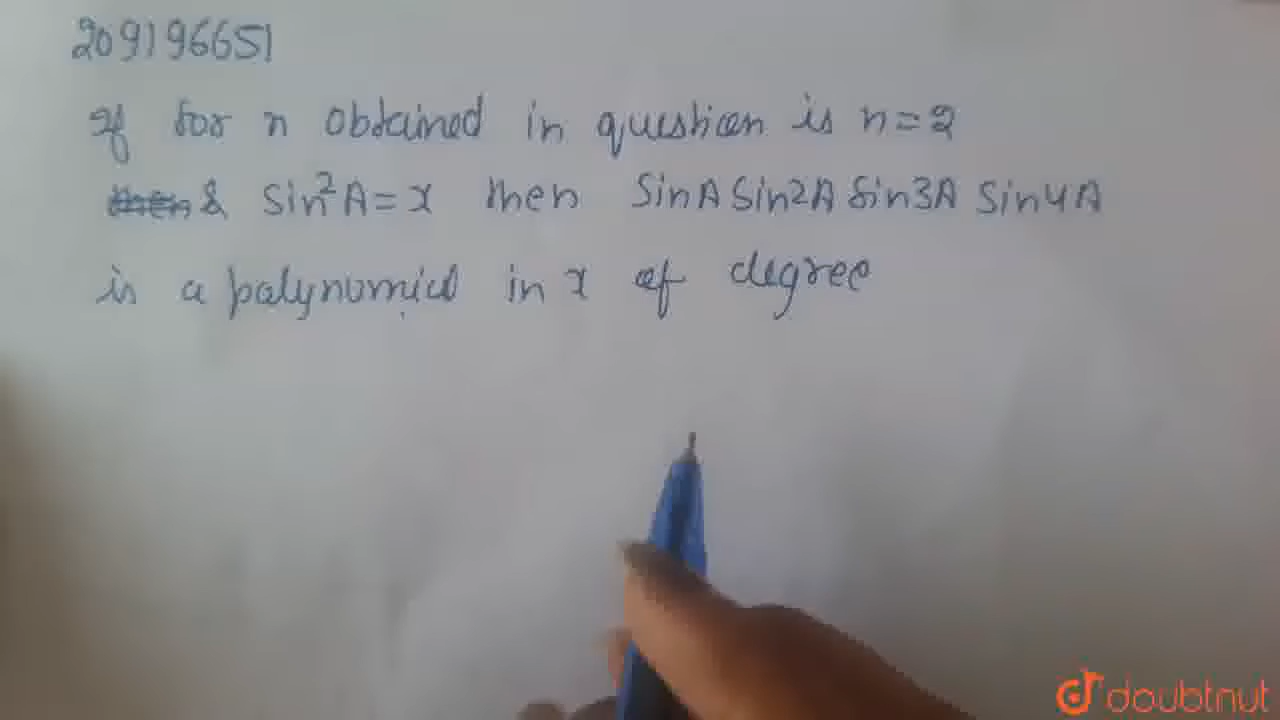 209196651
If for n obtained in question is n=2
then & Sin²A=x then SinA Sin2A Sin3A Sin4A
is a polynomial in x of degree
doubtnut